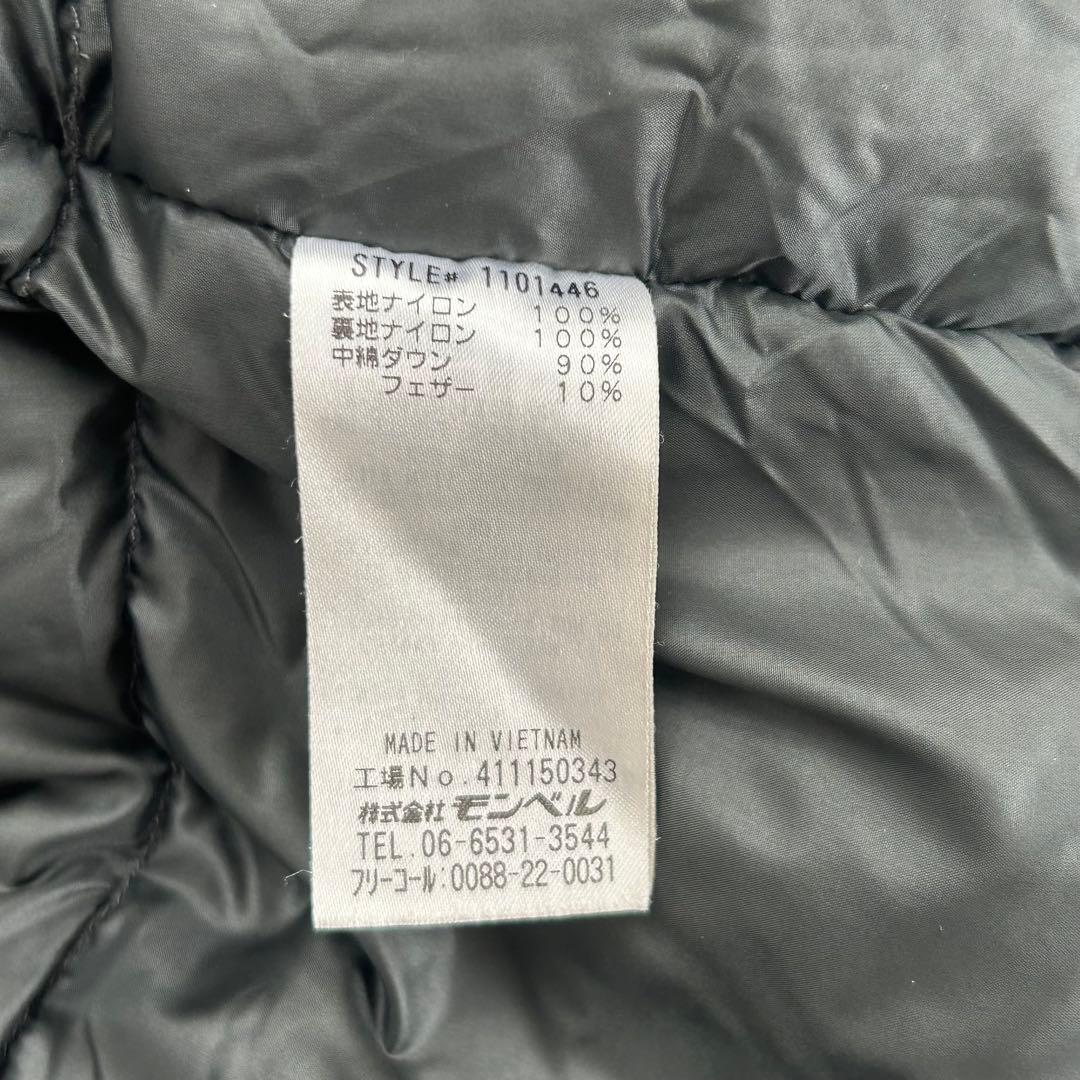 STYLE# 1101446
表地ナイロン 100%
裏地ナイロン 100%
中綿ダウン 90%
フェザー 10%
MADE IN VIETNAM
工場No.411150343
株式会社 モンベル
TEL.06-6531-3544
フリーコール:0088-22-0031